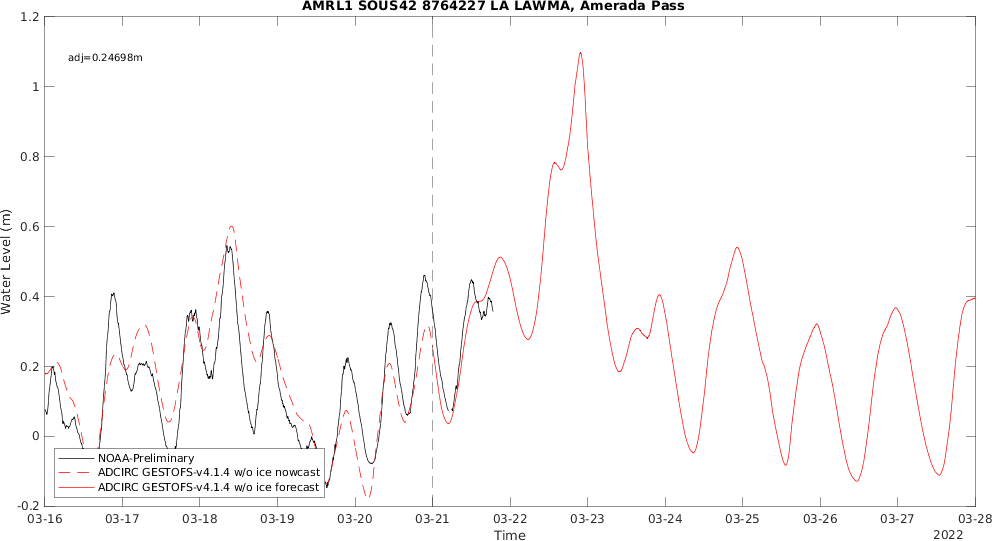 AMRL1 SOUS42 8764227 LA LAWMA, Amerada Pass
adj=0.24698m
Water Level (m)
1.2
1
0.8
0.6
0.4
0.2
0
-0.2
NOAA-Preliminary
ADCIRC GESTOFS-v4.1.4 w/o ice nowcast
ADCIRC GESTOFS-v4.1.4 w/o ice forecast
03-16 03-17 03-18 03-19 03-20 03-21 03-22 03-23 03-24 03-25 03-26 03-27 03-28
Time
2022